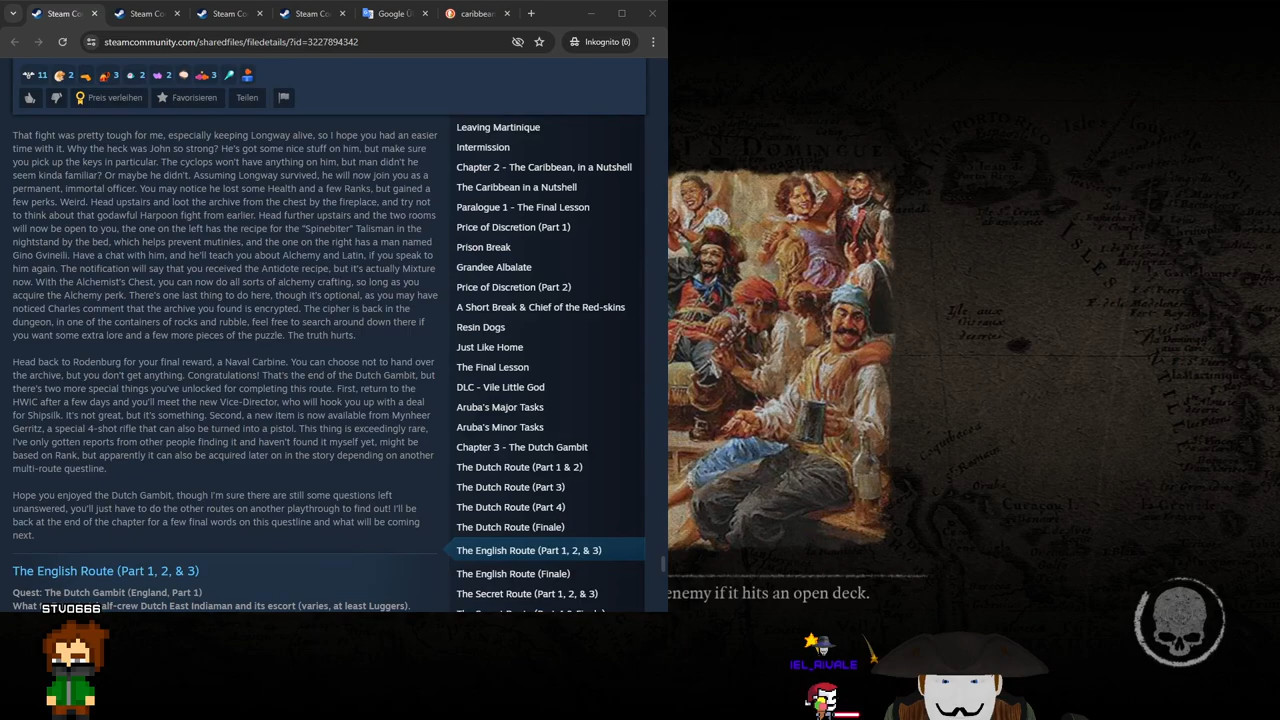 Steam Co
Steam Co
Steam Co
Steam Co
Google Ü
caribbean
steamcommunity.com/sharedfiles/filedetails/?id=3227894342
Inkognito (6)
11
2
3
2
2
3
Preis verleihen
Favorisieren
Teilen
That fight was pretty tough for me, especially keeping Longway alive, so I hope you had an easier
time with it. Why the heck was John so strong? He's got some nice stuff on him, but make sure
you pick up the keys in particular. The cyclops won't have anything on him, but man didn't he
seem kinda familiar? Or maybe he didn't. Assuming Longway survived, he will now join you as a
permanent, immortal officer. You may notice he lost some Health and a few Ranks, but gained a
few perks. Weird. Head upstairs and loot the archive from the chest by the fireplace, and try not
to think about that godawful Harpoon fight from earlier. Head further upstairs and the two rooms
will now be open to you, the one on the left has the recipe for the "Spinebiter" Talisman in the
nightstand by the bed, which helps prevent mutinies, and the one on the right has a man named
Gino Gvineili. Have a chat with him, and he'll teach you about Alchemy and Latin, if you speak to
him again. The notification will say that you received the Antidote recipe, but it's actually Mixture
now. With the Alchemist's Chest, you can now do all sorts of alchemy crafting, so long as you
acquire the Alchemy perk. There's one last thing to do here, though it's optional, as you may have
noticed Charles comment that the archive you found is encrypted. The cipher is back in the
dungeon, in one of the containers of rocks and rubble, feel free to search around down there if
you want some extra lore and a few more pieces of the puzzle. The truth hurts.
Head back to Rodenburg for your final reward, a Naval Carbine. You can choose not to hand over
the archive, but you don't get anything. Congratulations! That's the end of the Dutch Gambit, but
there's two more special things you've unlocked for completing this route. First, return to the
HWIC after a few days and you'll meet the new Vice-Director, who will hook you up with a deal
for Shipsilk. It's not great, but it's something. Second, a new item is now available from Mynheer
Gerritz, a special 4-shot rifle that can also be turned into a pistol. This thing is exceedingly rare,
I've only gotten reports from other people finding it and haven't found it myself yet, might be
based on Rank, but apparently it can also be acquired later on in the story depending on another
multi-route questline.
Hope you enjoyed the Dutch Gambit, though I'm sure there are still some questions left
unanswered, you'll just have to do the other routes on another playthrough to find out! I'll be
back at the end of the chapter for a few final words on this questline and what will be coming
next.
The English Route (Part 1, 2, & 3)
Quest: The Dutch Gambit (England, Part 1)
What alf-crew Dutch East Indiaman and its escort (varies, at least Luggers).
Leaving Martinique
Intermission
Chapter 2 - The Caribbean, in a Nutshell
The Caribbean in a Nutshell
Paralogue 1 - The Final Lesson
Price of Discretion (Part 1)
Prison Break
Grandee Albalate
Price of Discretion (Part 2)
A Short Break & Chief of the Red-skins
Resin Dogs
Just Like Home
The Final Lesson
DLC - Vile Little God
Aruba's Major Tasks
Aruba's Minor Tasks
Chapter 3 - The Dutch Gambit
The Dutch Route (Part 1 & 2)
The Dutch Route (Part 3)
The Dutch Route (Part 4)
The Dutch Route (Finale)
The English Route (Part 1, 2, & 3)
The English Route (Finale)
The Secret Route (Part 1, 2, & 3)
enemy if it hits an open deck.
STVO666
IEL_RIVALE